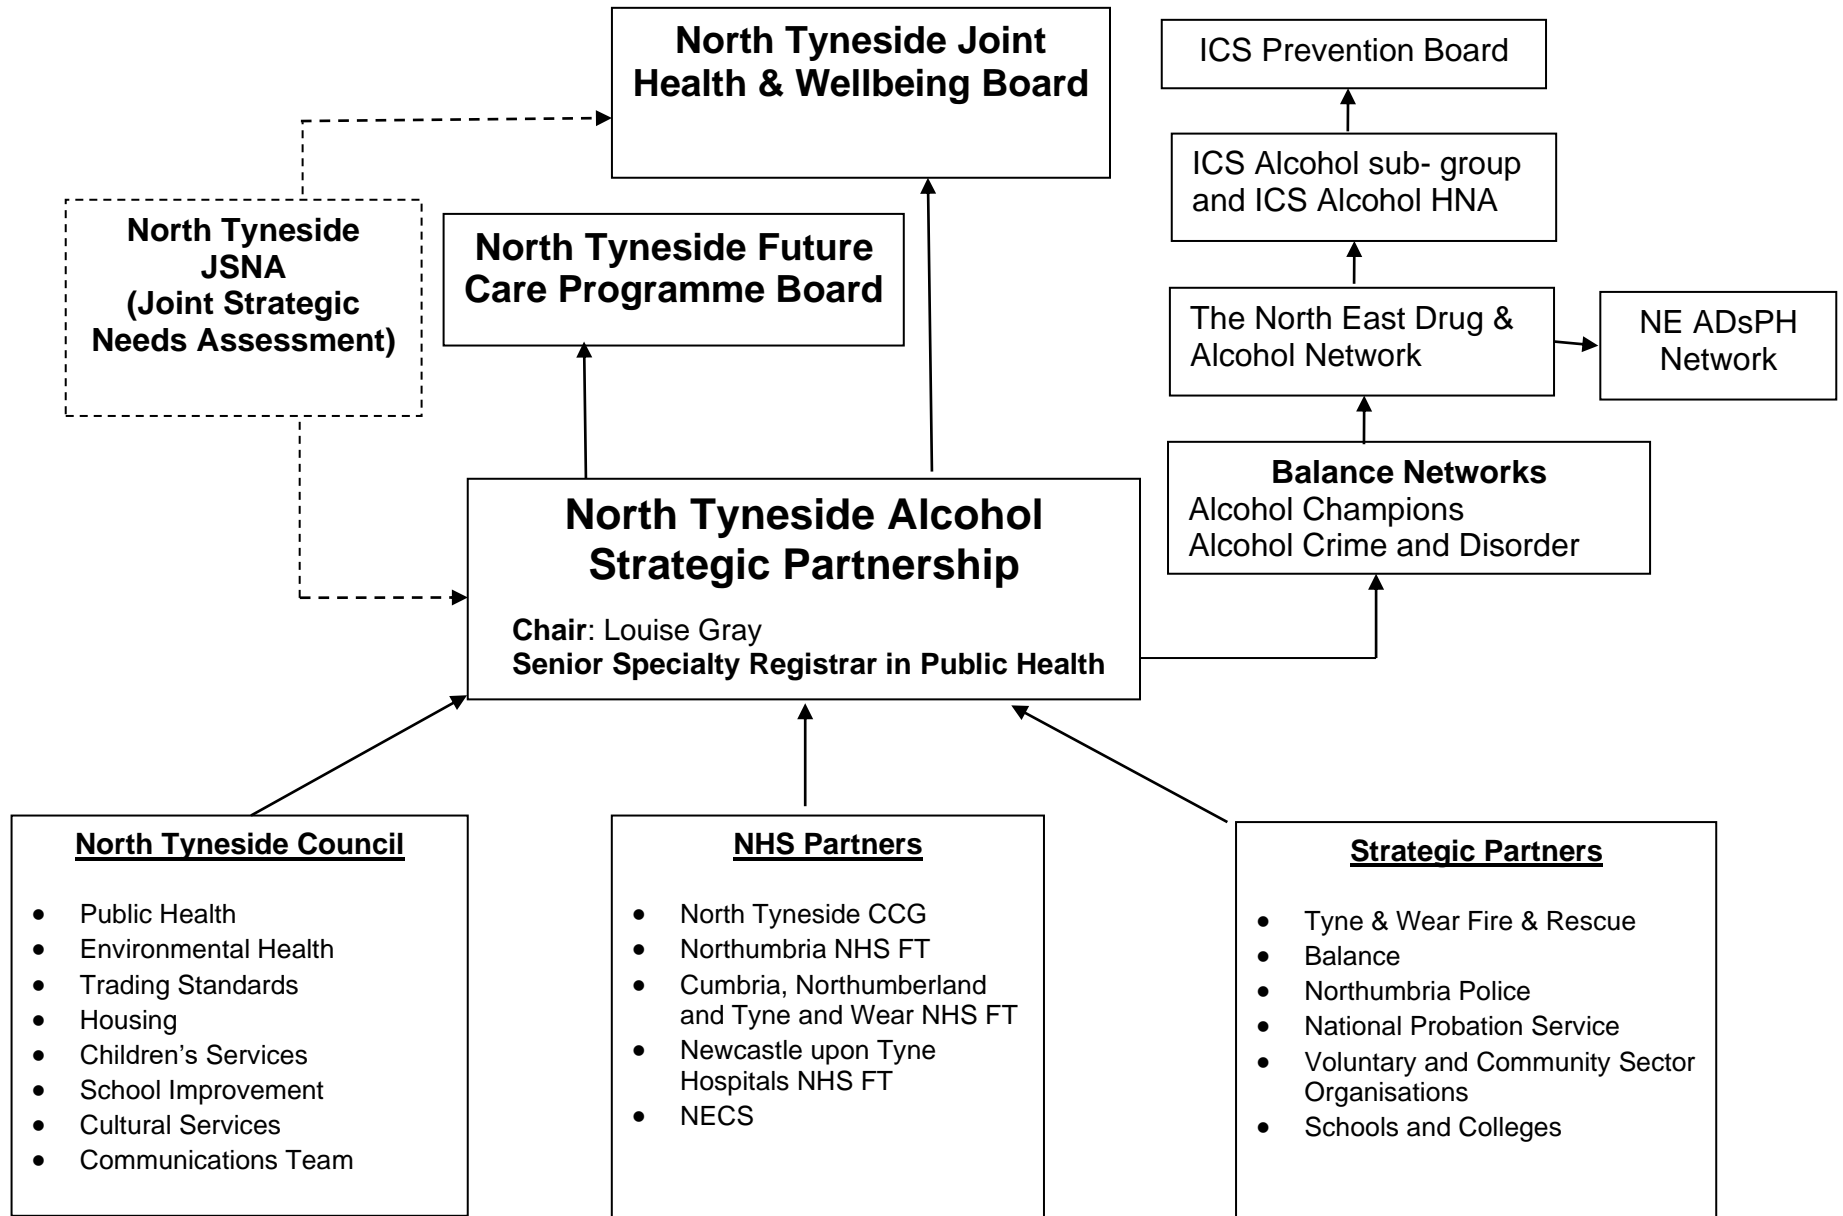 North Tyneside Joint
Health & Wellbeing Board
ICS Prevention Board
ICS Alcohol sub- group
and ICS Alcohol HNA
North Tyneside
JSNA
(Joint Strategic
Needs Assessment)
North Tyneside Future
Care Programme Board
The North East Drug &
Alcohol Network
NE ADsPH
Network
Balance Networks
Alcohol Champions
Alcohol Crime and Disorder
North Tyneside Alcohol
Strategic Partnership
Chair: Louise Gray
Senior Specialty Registrar in Public Health
North Tyneside Council
• Public Health
• Environmental Health
• Trading Standards
• Housing
• Children’s Services
• School Improvement
• Cultural Services
• Communications Team
NHS Partners
• North Tyneside CCG
• Northumbria NHS FT
• Cumbria, Northumberland
and Tyne and Wear NHS FT
• Newcastle upon Tyne
Hospitals NHS FT
• NECS
Strategic Partners
• Tyne & Wear Fire & Rescue
• Balance
• Northumbria Police
• National Probation Service
• Voluntary and Community Sector
Organisations
• Schools and Colleges